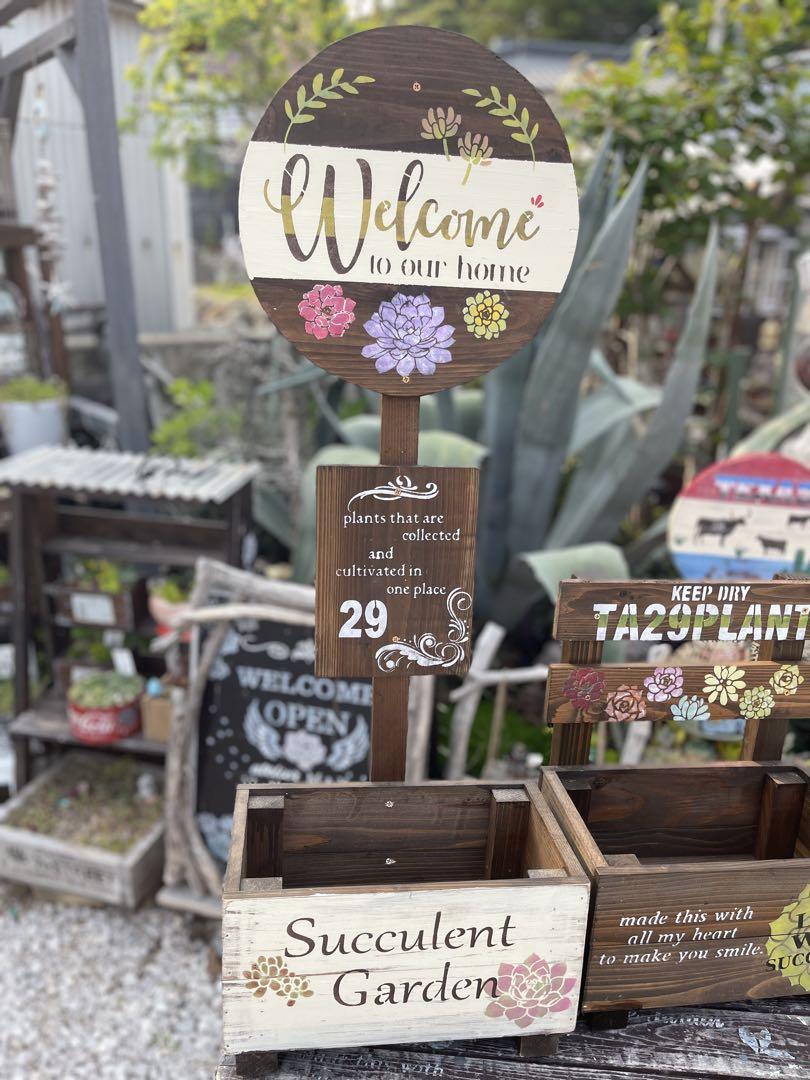 Welcome
to our home
plants that are
collected
and
cultivated in
one place
29
KEEP DRY
TA29PLANT
WELCOME
OPEN
Succulent
Garden
made this with
all my heart
to make you smile.